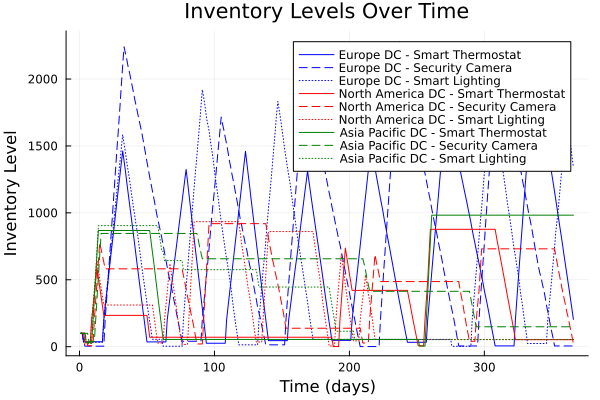 Inventory Levels Over Time
Inventory Level
2000
1500
1000
500
0
Europe DC - Smart Thermostat
Europe DC - Security Camera
Europe DC - Smart Lighting
North America DC - Smart Thermostat
North America DC - Security Camera
North America DC - Smart Lighting
Asia Pacific DC - Smart Thermostat
Asia Pacific DC - Security Camera
Asia Pacific DC - Smart Lighting
0 100 200 300
Time (days)